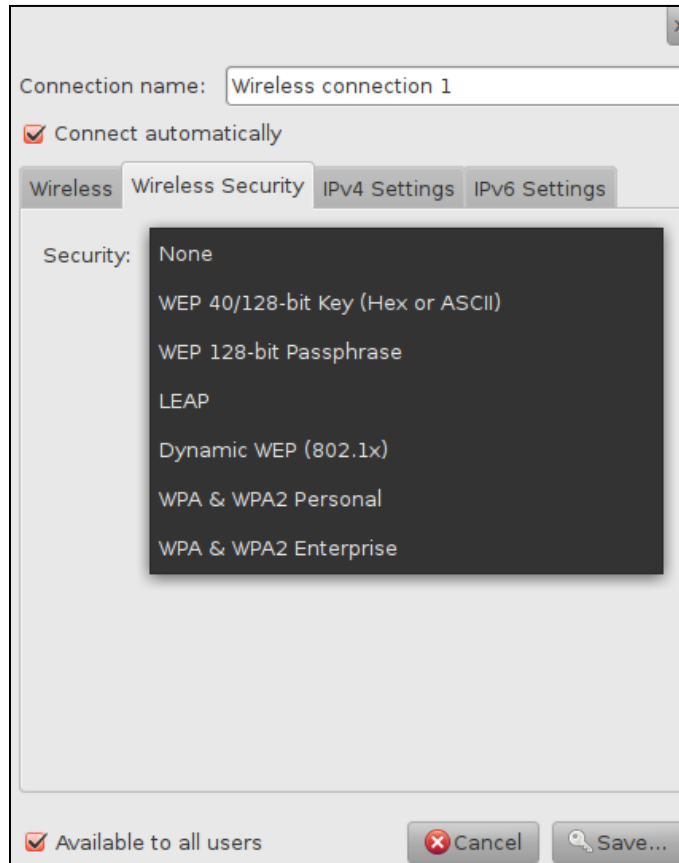 x
Connection name: Wireless connection 1
Connect automatically
Wireless Wireless Security IPv4 Settings IPv6 Settings
Security: None
WEP 40/128-bit Key (Hex or ASCII)
WEP 128-bit Passphrase
LEAP
Dynamic WEP (802.1x)
WPA & WPA2 Personal
WPA & WPA2 Enterprise
Available to all users Cancel Save...